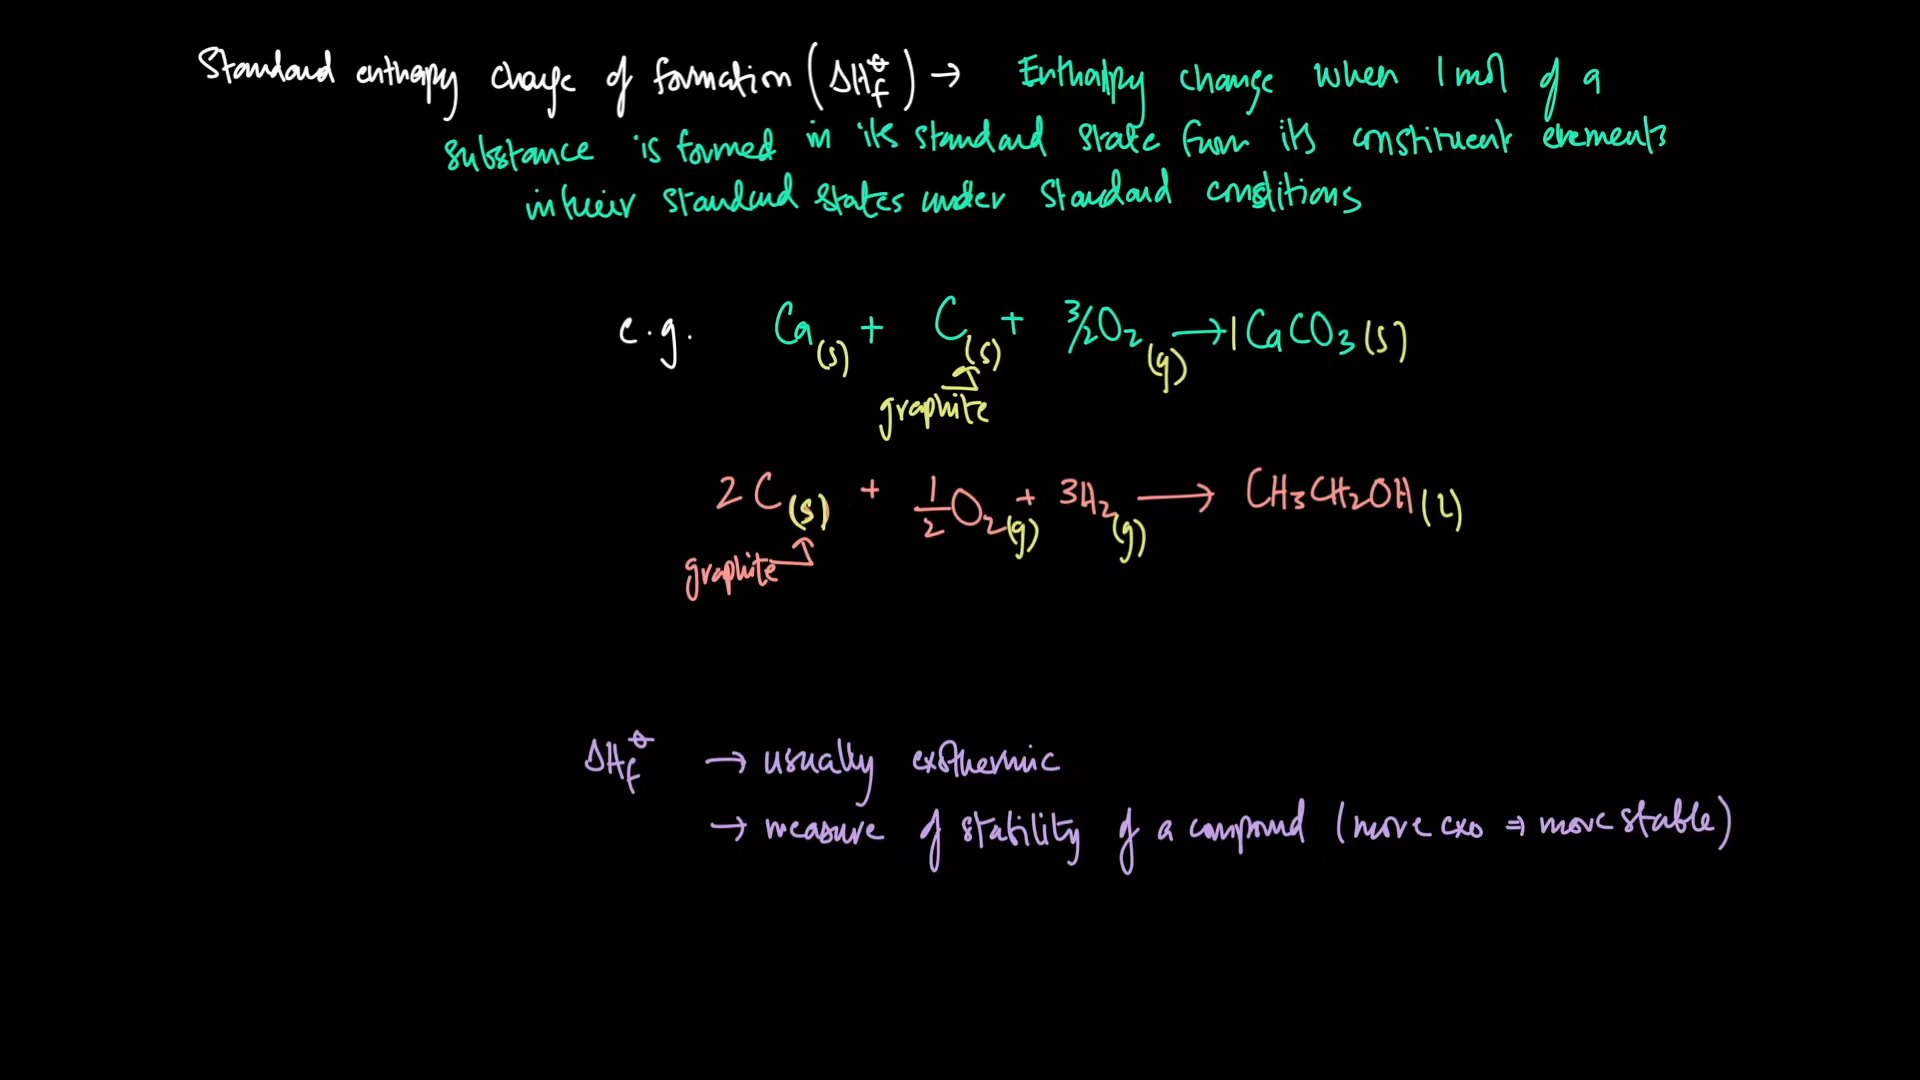 Standard enthalpy change of formation (ΔH_f^⦵) → Enthalpy change when 1 mol of a
substance is formed in its standard state from its constituent elements
in their standard states under standard conditions
e.g. Ca(s) + C(s) + 3/2O₂(g) → 1CaCO₃(s)
graphite
2C(s) + 1/2O₂(g) + 3H₂(g) → CH₃CH₂OH(l)
graphite
ΔH_f^⦵ → usually exothermic
→ measure of stability of a compound (more exo ⇒ more stable)